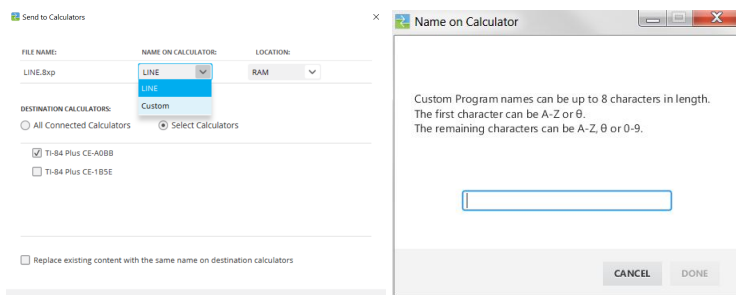 Send to Calculators
FILE NAME: NAME ON CALCULATOR: LOCATION:
LINE.8xp LINE RAM
LINE
Custom
DESTINATION CALCULATORS:
All Connected Calculators Select Calculators
TI-84 Plus CE-A0BB
TI-84 Plus CE-1B5E
Replace existing content with the same name on destination calculators
Name on Calculator
Custom Program names can be up to 8 characters in length.
The first character can be A-Z or θ.
The remaining characters can be A-Z, θ or 0-9.
CANCEL DONE